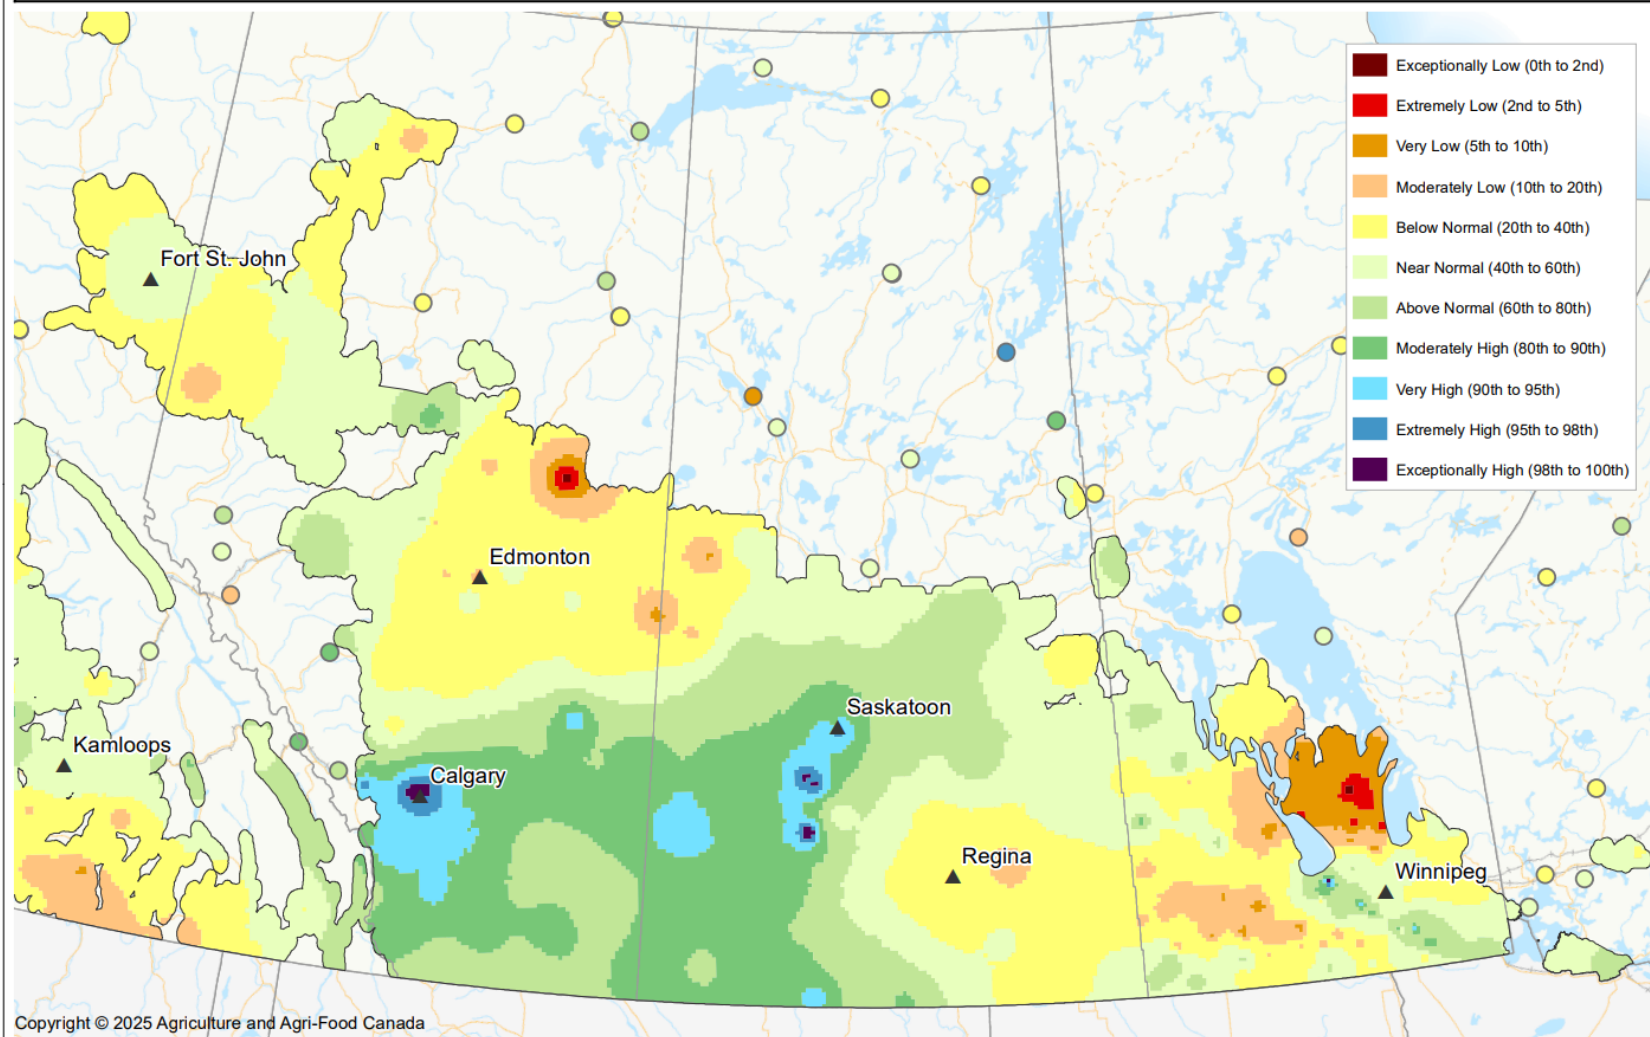 Exceptionally Low (0th to 2nd)
Extremely Low (2nd to 5th)
Very Low (5th to 10th)
Moderately Low (10th to 20th)
Below Normal (20th to 40th)
Near Normal (40th to 60th)
Above Normal (60th to 80th)
Moderately High (80th to 90th)
Very High (90th to 95th)
Extremely High (95th to 98th)
Exceptionally High (98th to 100th)
Fort St. John
Edmonton
Saskatoon
Kamloops
Calgary
Regina
Winnipeg
Copyright © 2025 Agriculture and Agri-Food Canada